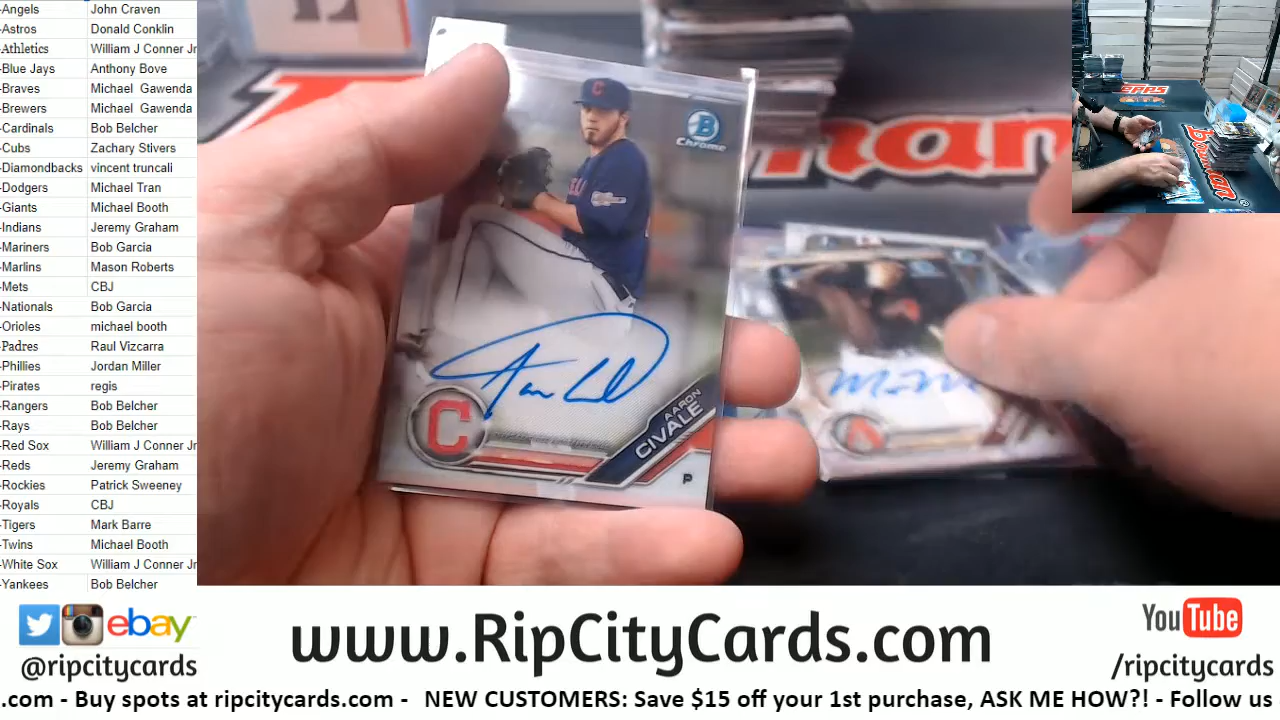 -Angels John Craven
-Astros Donald Conklin
-Athletics William J Conner Jr
-Blue Jays Anthony Bove
-Braves Michael Gawenda
-Brewers Michael Gawenda
-Cardinals Bob Belcher
-Cubs Zachary Stivers
-Diamondbacks vincent truncali
-Dodgers Michael Tran
-Giants Michael Booth
-Indians Jeremy Graham
-Mariners Bob Garcia
-Marlins Mason Roberts
-Mets CBJ
-Nationals Bob Garcia
-Orioles michael booth
-Padres Raul Vizcarra
-Phillies Jordan Miller
-Pirates regis
-Rangers Bob Belcher
-Rays Bob Belcher
-Red Sox William J Conner Jr
-Reds Jeremy Graham
-Rockies Patrick Sweeney
-Royals CBJ
-Tigers Mark Barre
-Twins Michael Booth
-White Sox William J Conner Jr
-Yankees Bob Belcher
C
B
Chrome
C
AARON
CIVALE
P
man
TOPPS
Bowman
ebay
@ripcitycards
www.RipCityCards.com
YouTube
/ripcitycards
.com - Buy spots at ripcitycards.com - NEW CUSTOMERS: Save $15 off your 1st purchase, ASK ME HOW?! - Follow us